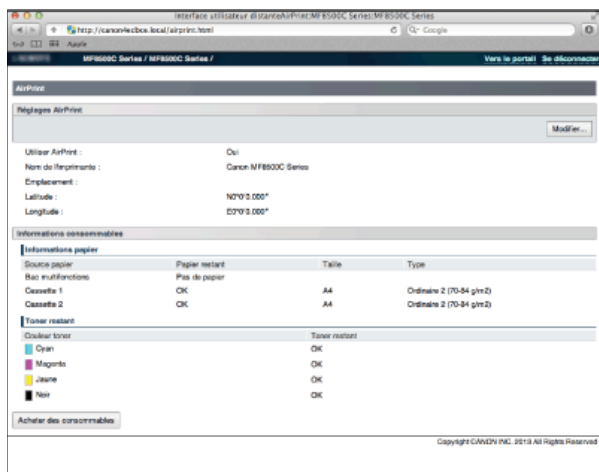 Interface utilisateur distante:AirPrint:MF8500C Series:MF8500C Series
http://canon4ecbce.local/airprint.html
Google
Apple
MF8500C Series / MF8500C Series /
Vers le portail Se déconnecter
AirPrint
Réglages AirPrint
Modifier...
Utiliser AirPrint : Oui
Nom de l'imprimante : Canon MF8500C Series
Emplacement :
Latitude : N0°0'0.000"
Longitude : E0°0'0.000"
Informations consommables
Informations papier
Source papier Papier restant Taille Type
Bac multifonctions Pas de papier
Cassette 1 OK A4 Ordinaire 2 (70-84 g/m2)
Cassette 2 OK A4 Ordinaire 2 (70-84 g/m2)
Toner restant
Couleur toner Toner restant
Cyan OK
Magenta OK
Jaune OK
Noir OK
Acheter des consommables
Copyright CANON INC. 2013 All Rights Reserved